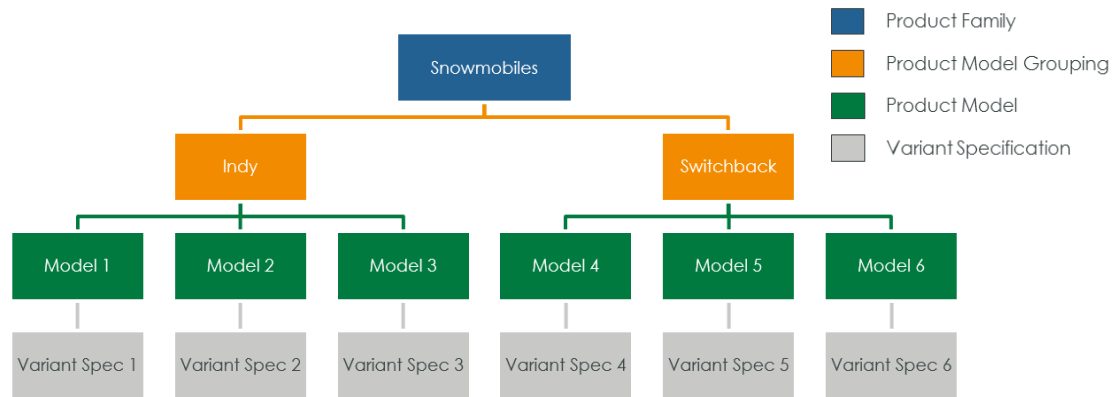 Product Family
Snowmobiles
Product Model Grouping
Product Model
Indy
Switchback
Variant Specification
Model 1
Model 2
Model 3
Model 4
Model 5
Model 6
Variant Spec 1
Variant Spec 2
Variant Spec 3
Variant Spec 4
Variant Spec 5
Variant Spec 6